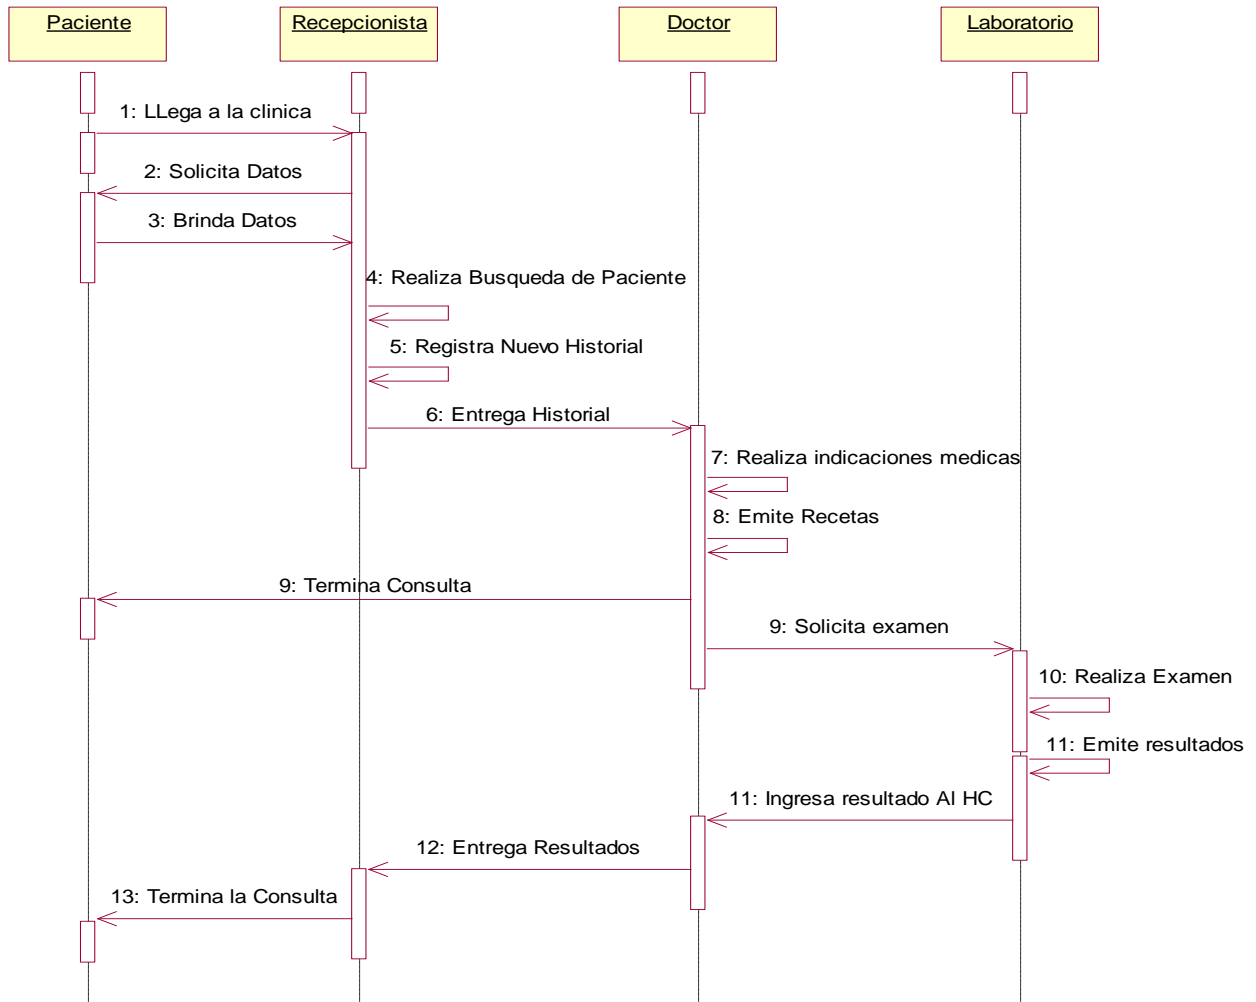 Paciente
Recepcionista
Doctor
Laboratorio
1: LLega a la clinica
2: Solicita Datos
3: Brinda Datos
4: Realiza Busqueda de Paciente
5: Registra Nuevo Historial
6: Entrega Historial
7: Realiza indicaciones medicas
8: Emite Recetas
9: Termina Consulta
9: Solicita examen
10: Realiza Examen
11: Emite resultados
11: Ingresa resultado Al HC
12: Entrega Resultados
13: Termina la Consulta